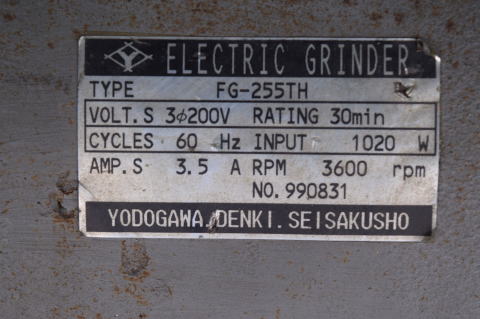 ELECTRIC GRINDER
TYPE FG-255TH
VOLT.S 3φ200V RATING 30min
CYCLES 60 Hz INPUT 1020 W
AMP.S 3.5 A RPM 3600 rpm
NO.990831
YODOGAWA.DENKI.SEISAKUSHO